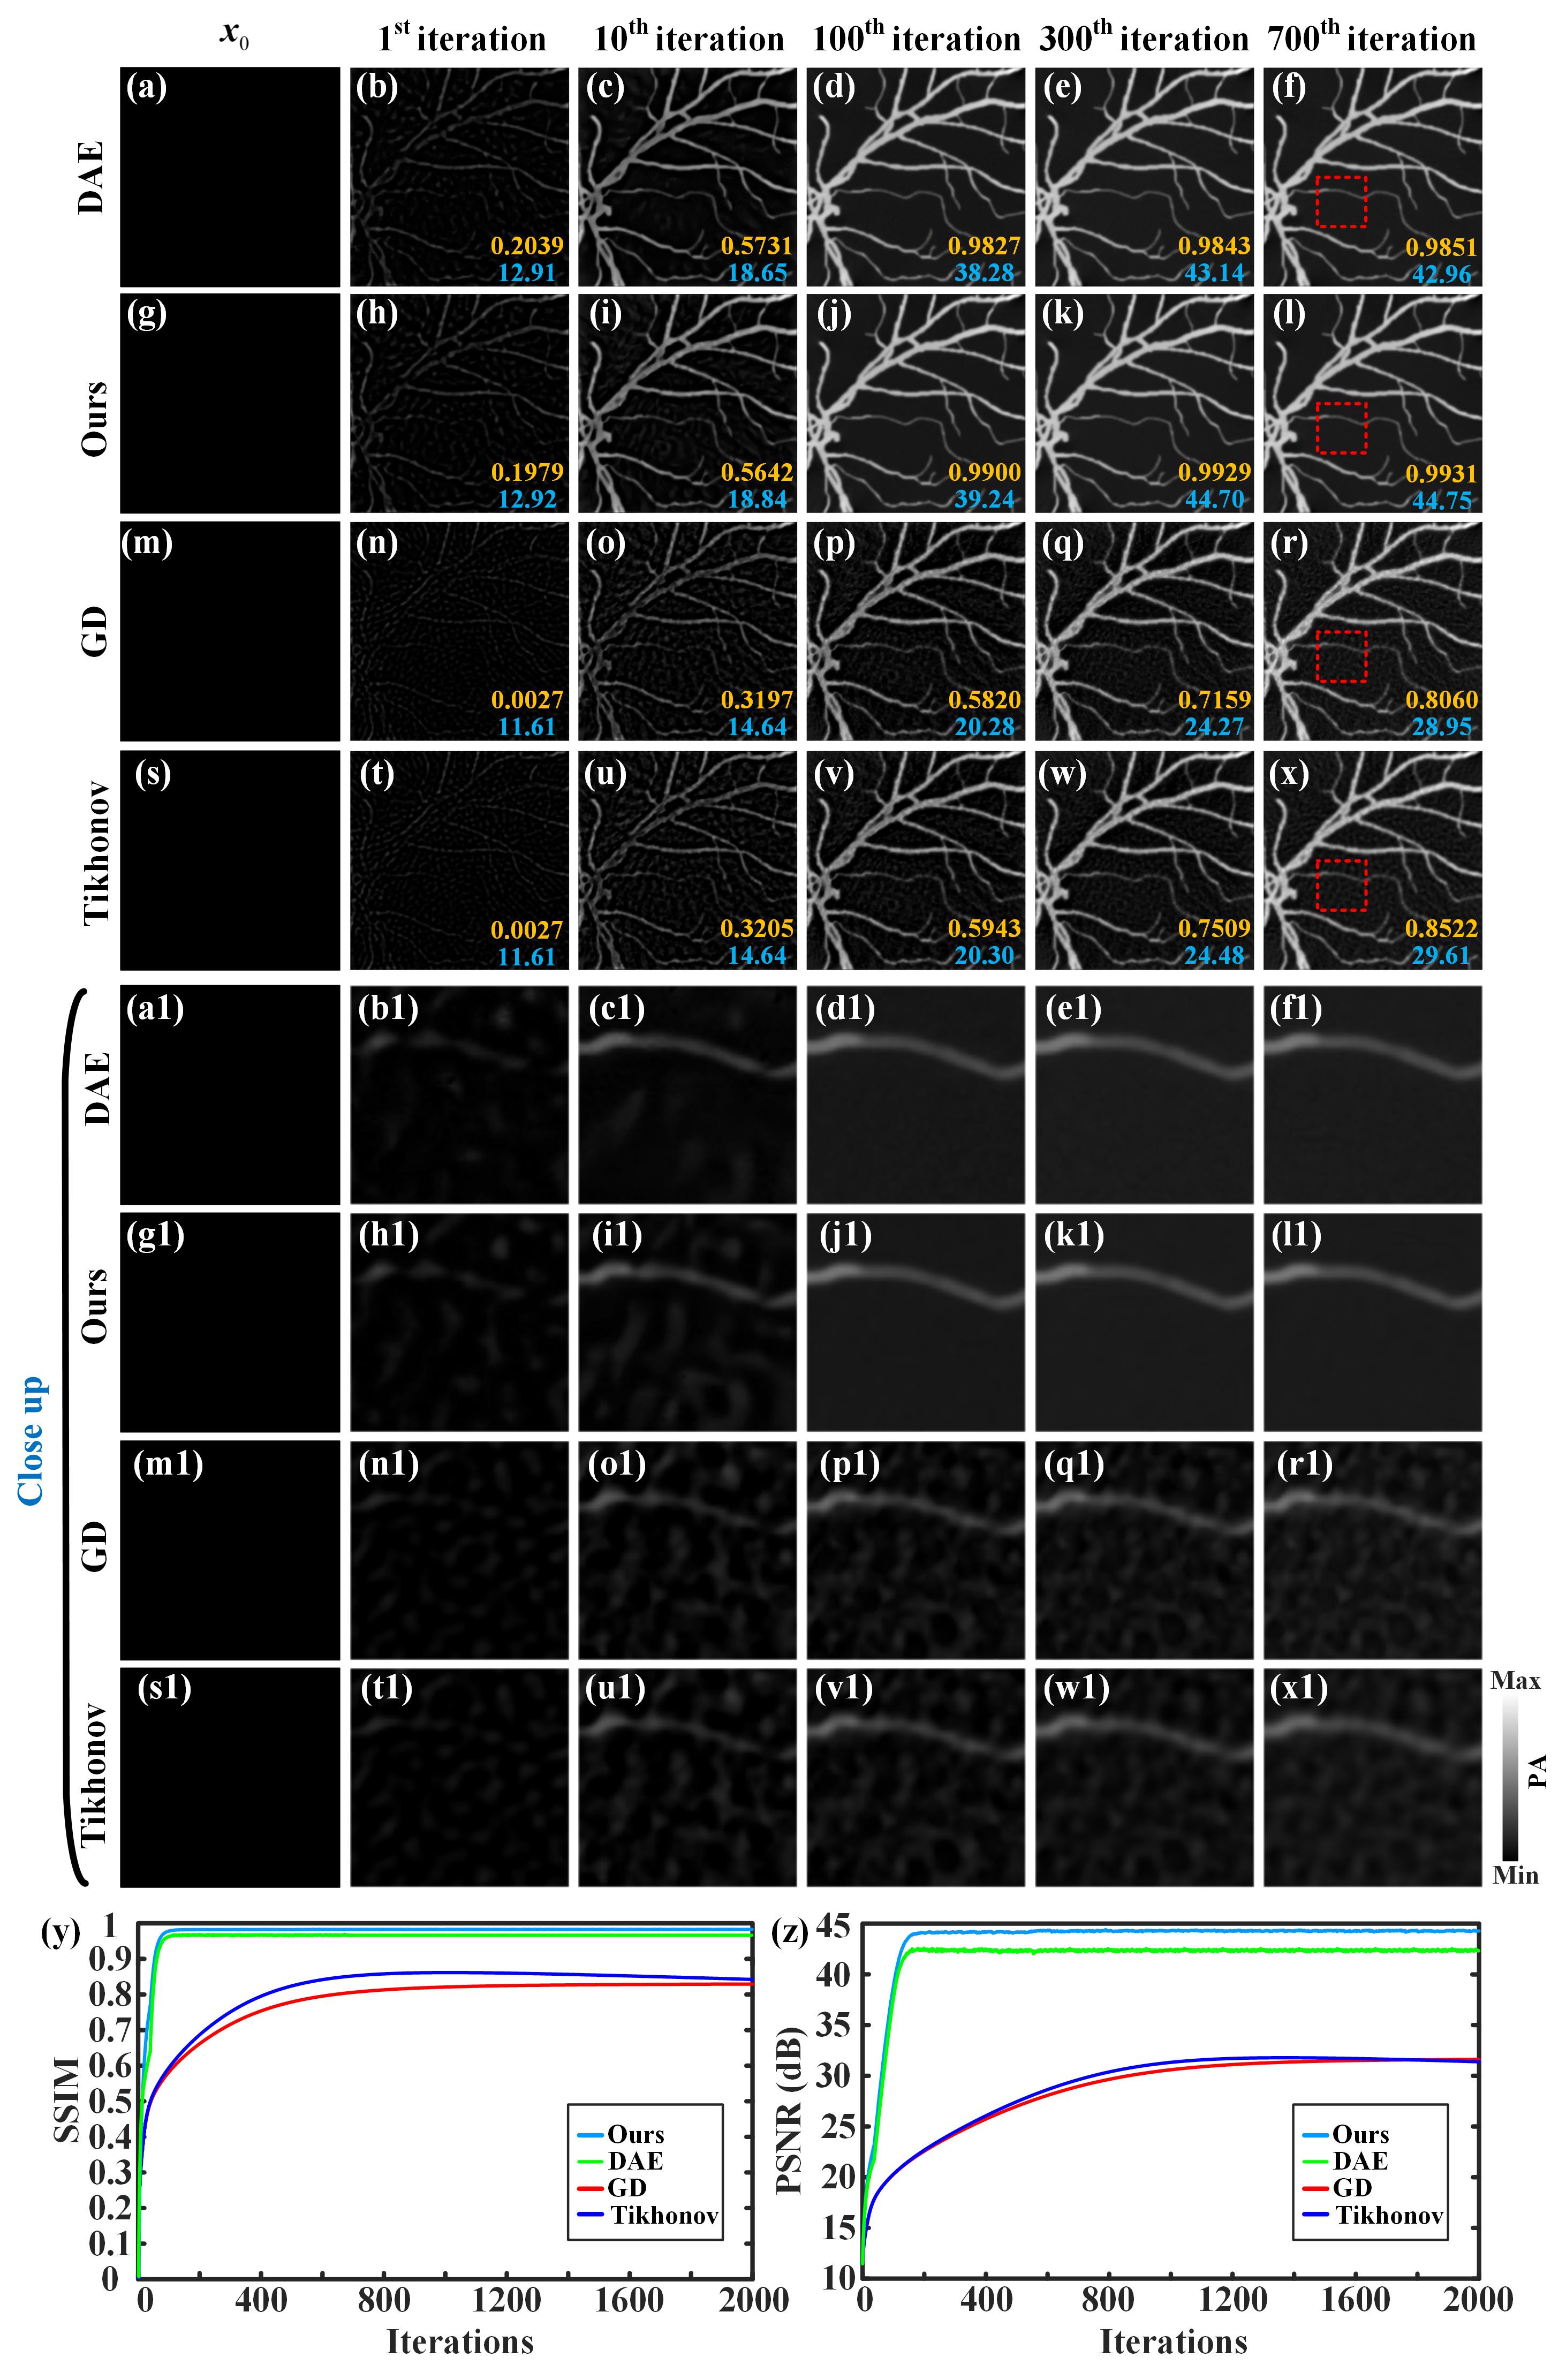 x0 1st iteration 10th iteration 100th iteration 300th iteration 700th iteration
DAE
(a) (b) (c) (d) (e) (f)
0.2039 0.5731 0.9827 0.9843 0.9851
12.91 18.65 38.28 43.14 42.96
Ours
(g) (h) (i) (j) (k) (l)
0.1979 0.5642 0.9900 0.9929 0.9931
12.92 18.84 39.24 44.70 44.75
GD
(m) (n) (o) (p) (q) (r)
0.0027 0.3197 0.5820 0.7159 0.8060
11.61 14.64 20.28 24.27 28.95
Tikhonov
(s) (t) (u) (v) (w) (x)
0.0027 0.3205 0.5943 0.7509 0.8522
11.61 14.64 20.30 24.48 29.61
Close up
DAE
(a1) (b1) (c1) (d1) (e1) (f1)
Ours
(g1) (h1) (i1) (j1) (k1) (l1)
GD
(m1) (n1) (o1) (p1) (q1) (r1)
Tikhonov
(s1) (t1) (u1) (v1) (w1) (x1)
Max
PA
Min
(y)
1
0.9
0.8
0.7
0.6
0.5
0.4
0.3
0.2
0.1
0
SSIM
Ours
DAE
GD
Tikhonov
0 400 800 1200 1600 2000
Iterations
(z)
45
40
35
30
25
20
15
10
PSNR (dB)
Ours
DAE
GD
Tikhonov
0 400 800 1200 1600 2000
Iterations